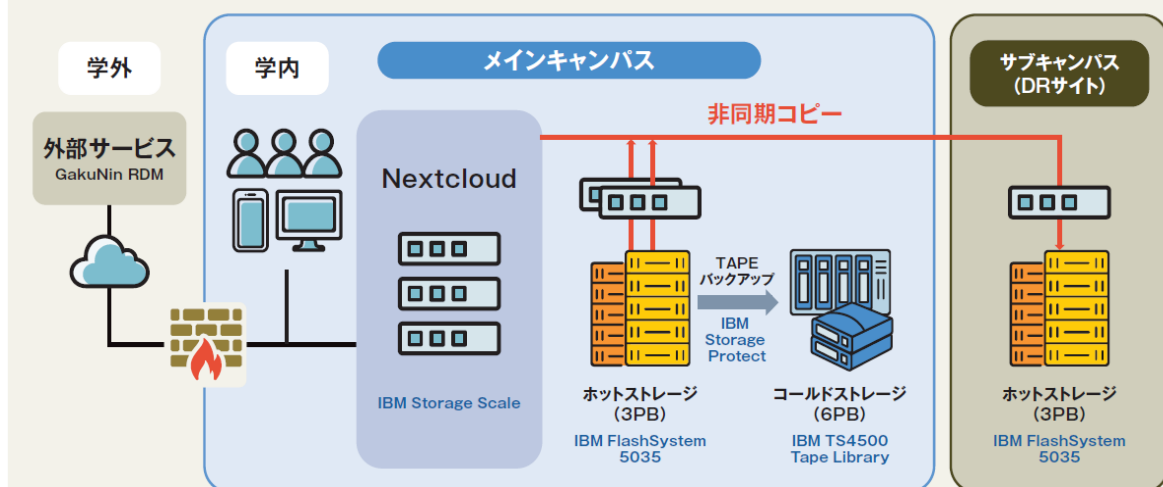 学外
外部サービス
GakuNin RDM
学内
メインキャンパス
Nextcloud
IBM Storage Scale
非同期コピー
TAPE
バックアップ
IBM
Storage
Protect
ホットストレージ
(3PB)
IBM FlashSystem
5035
コールドストレージ
(6PB)
IBM TS4500
Tape Library
サブキャンパス
(DRサイト)
ホットストレージ
(3PB)
IBM FlashSystem
5035